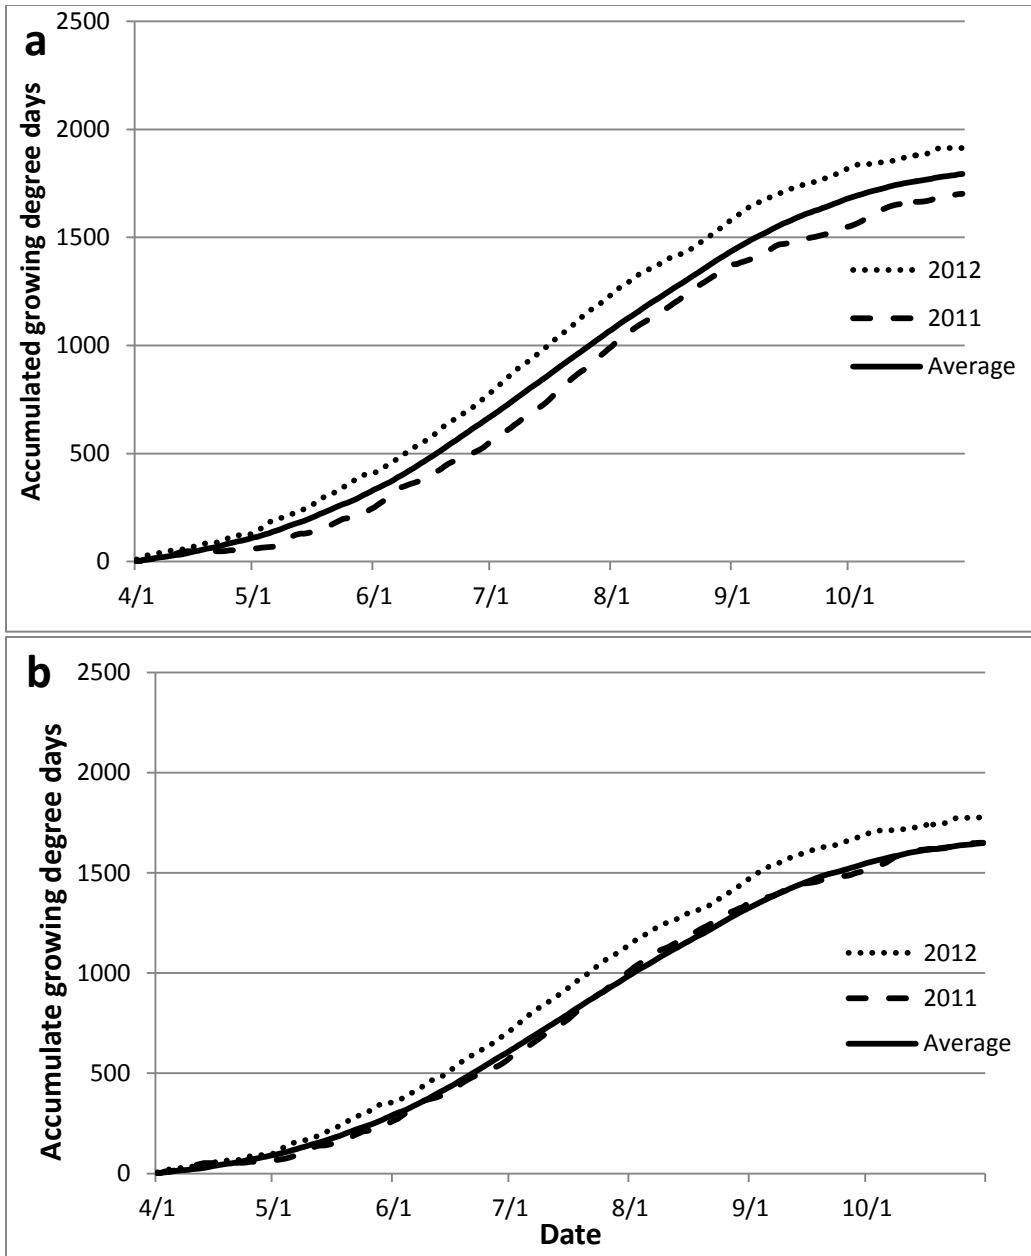 a
Accumulated growing degree days
2500
2000
1500
1000
500
0
4/1 5/1 6/1 7/1 8/1 9/1 10/1
2012
2011
Average
b
Accumulate growing degree days
2500
2000
1500
1000
500
0
4/1 5/1 6/1 7/1 8/1 9/1 10/1
2012
2011
Average
Date